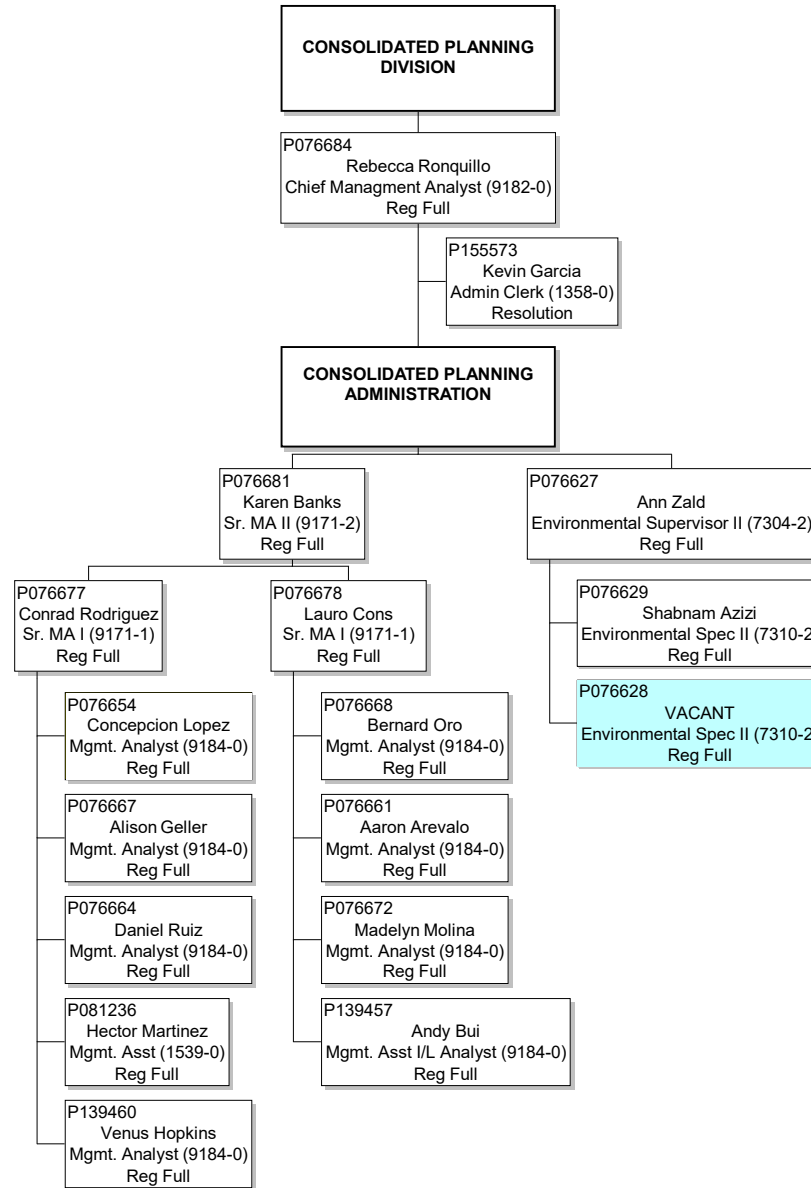 CONSOLIDATED PLANNING
DIVISION
P076684
Rebecca Ronquillo
Chief Managment Analyst (9182-0)
Reg Full
P155573
Kevin Garcia
Admin Clerk (1358-0)
Resolution
CONSOLIDATED PLANNING
ADMINISTRATION
P076681
Karen Banks
Sr. MA II (9171-2)
Reg Full
P076677
Conrad Rodriguez
Sr. MA I (9171-1)
Reg Full
P076654
Concepcion Lopez
Mgmt. Analyst (9184-0)
Reg Full
P076667
Alison Geller
Mgmt. Analyst (9184-0)
Reg Full
P076664
Daniel Ruiz
Mgmt. Analyst (9184-0)
Reg Full
P081236
Hector Martinez
Mgmt. Asst (1539-0)
Reg Full
P139460
Venus Hopkins
Mgmt. Analyst (9184-0)
Reg Full
P076678
Lauro Cons
Sr. MA I (9171-1)
Reg Full
P076668
Bernard Oro
Mgmt. Analyst (9184-0)
Reg Full
P076661
Aaron Arevalo
Mgmt. Analyst (9184-0)
Reg Full
P076672
Madelyn Molina
Mgmt. Analyst (9184-0)
Reg Full
P139457
Andy Bui
Mgmt. Asst I/L Analyst (9184-0)
Reg Full
P076627
Ann Zald
Environmental Supervisor II (7304-2)
Reg Full
P076629
Shabnam Azizi
Environmental Spec II (7310-2
Reg Full
P076628
VACANT
Environmental Spec II (7310-2
Reg Full